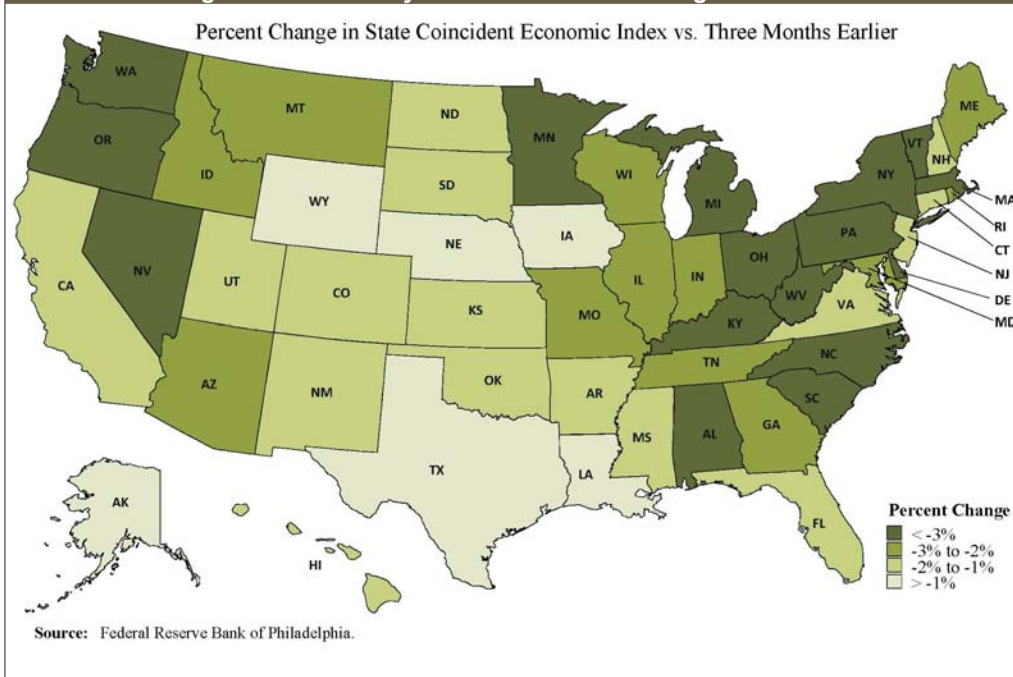 Percent Change in State Coincident Economic Index vs. Three Months Earlier
WA
MT
ND
MN
ME
OR
ID
SD
WI
MI
NY
VT
NH
MA
RI
CT
NJ
DE
MD
WY
NE
IA
PA
NV
UT
CO
KS
MO
IL
IN
OH
WV
VA
KY
CA
AZ
NM
OK
AR
TN
NC
SC
MS
AL
GA
TX
LA
FL
AK
HI
Percent Change
< -3%
-3% to -2%
-2% to -1%
> -1%
Source: Federal Reserve Bank of Philadelphia.